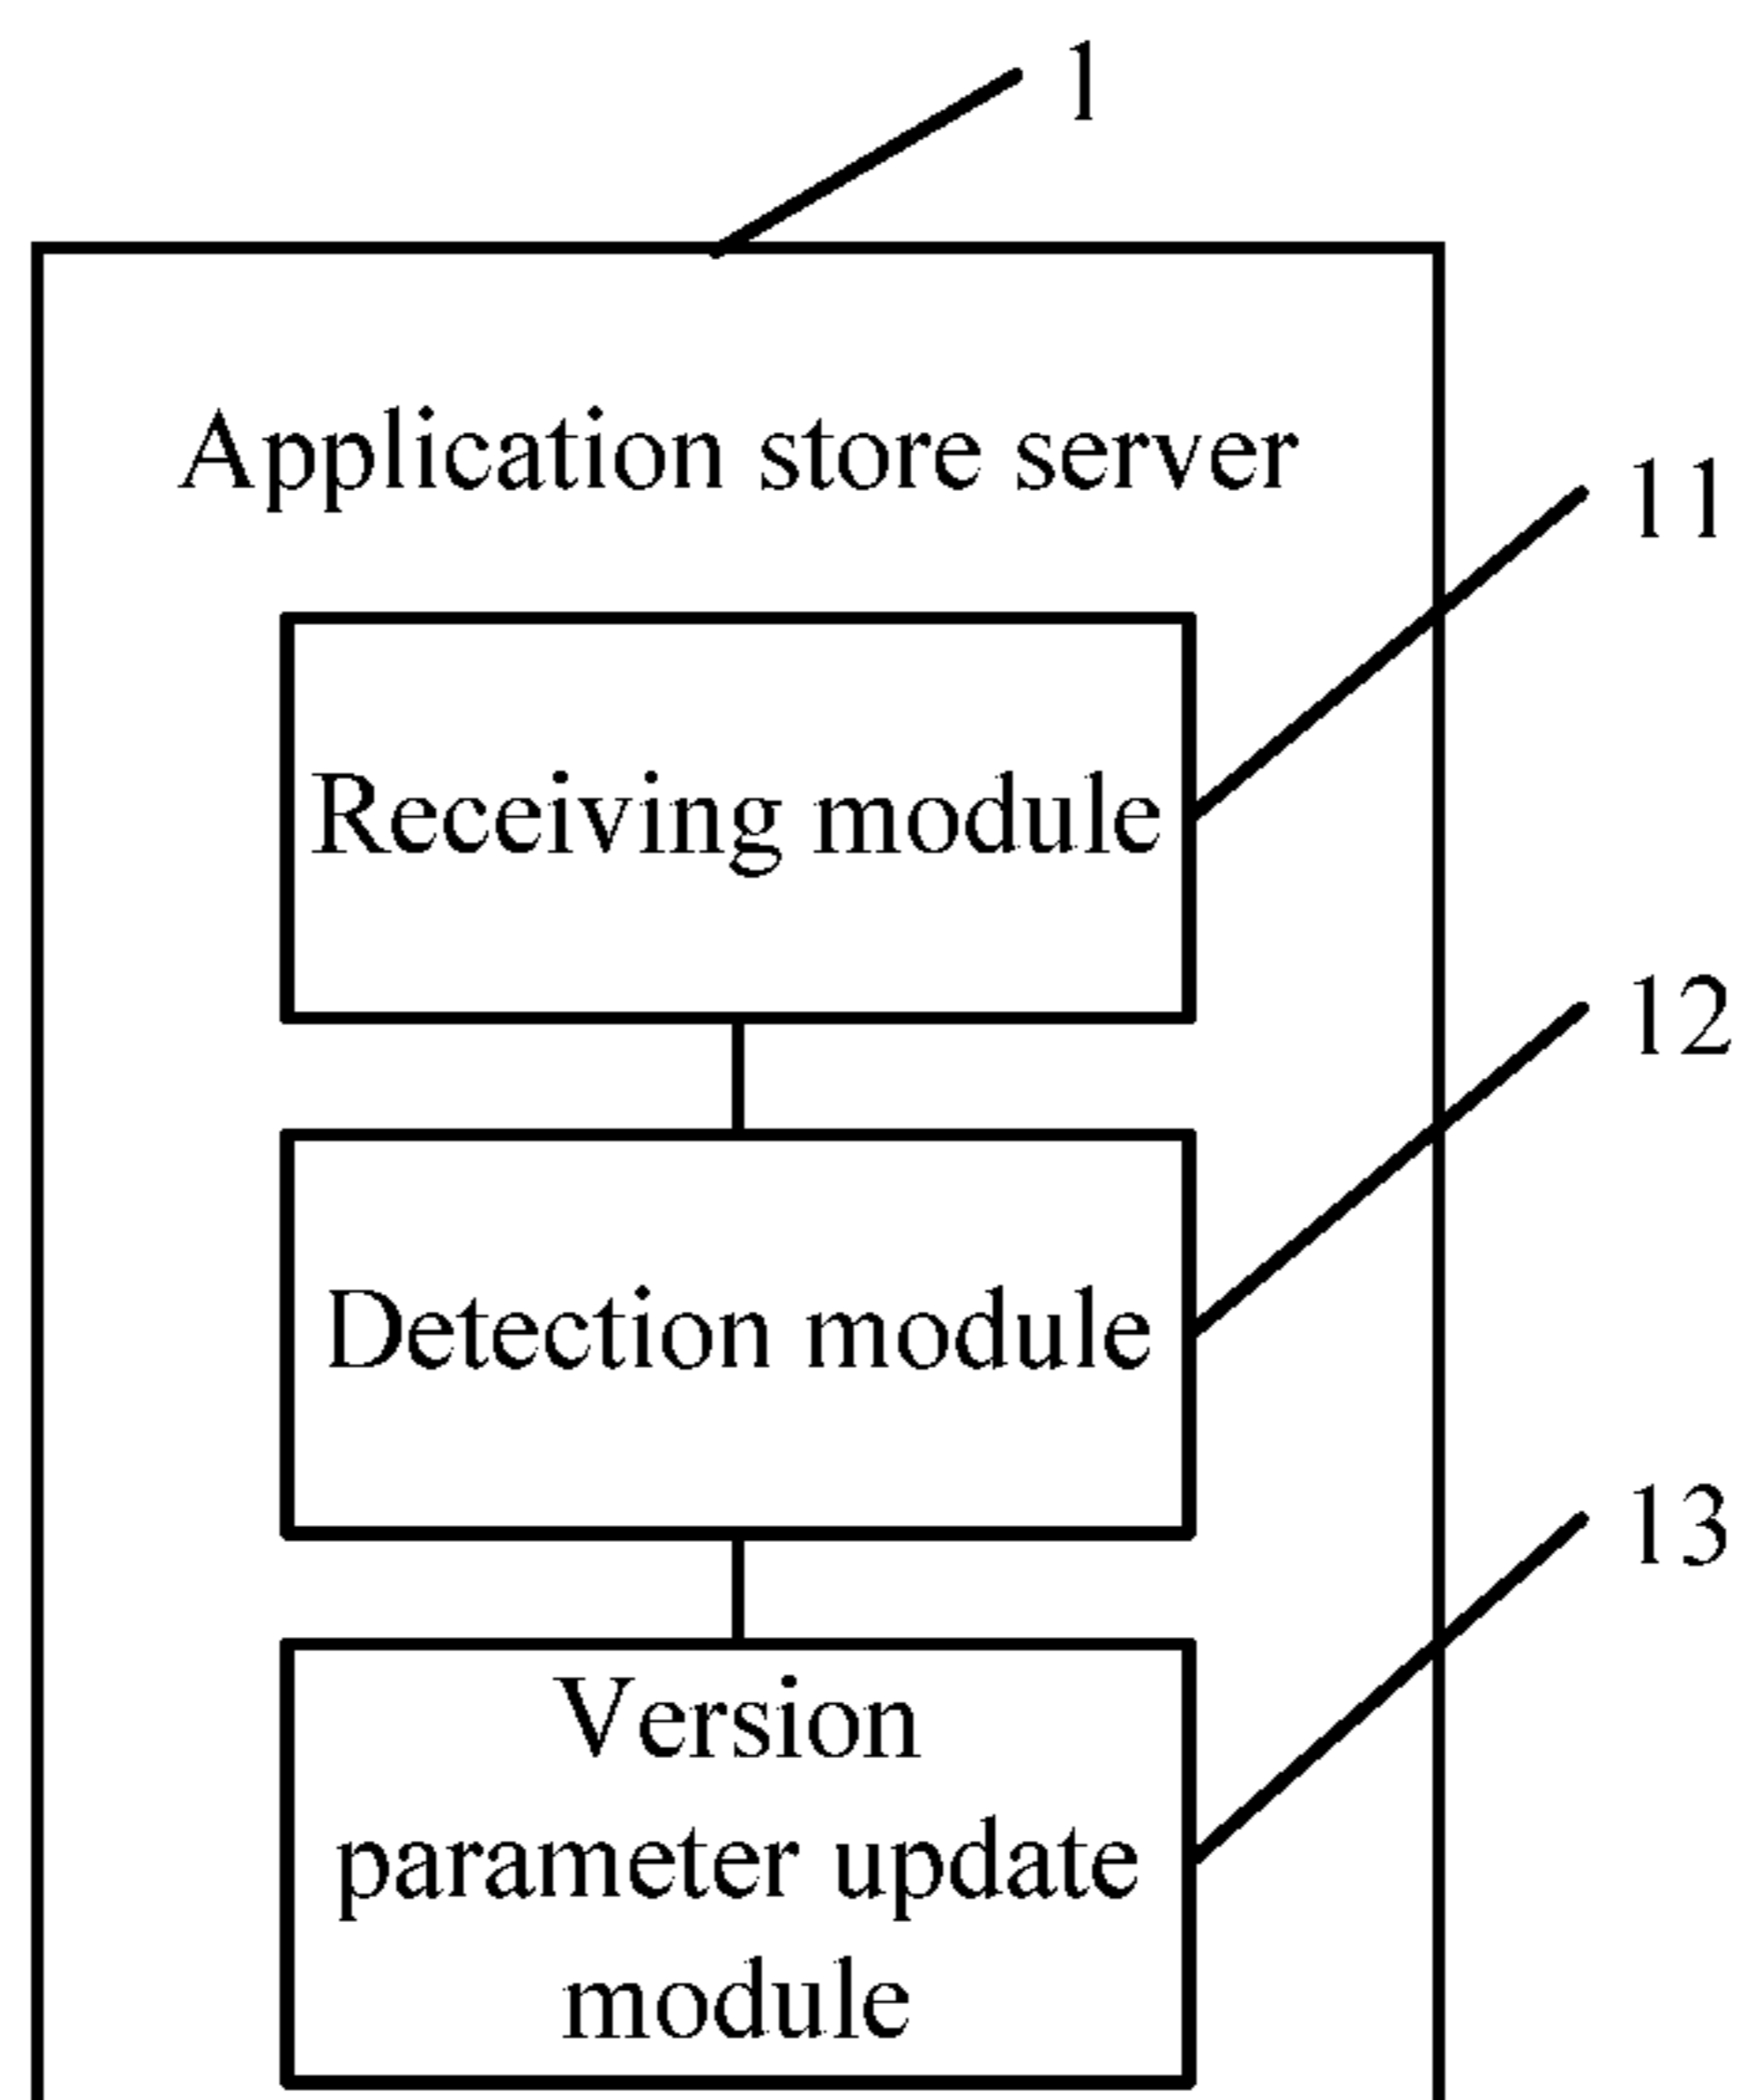 1
Application store server
11
Receiving module
12
Detection module
13
Version
parameter update
module